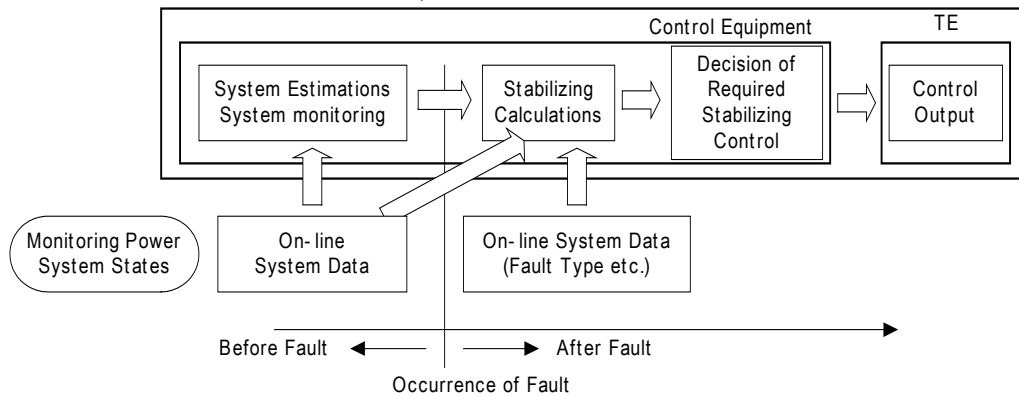 Control Equipment
TE
System Estimations
System monitoring
Stabilizing
Calculations
Decision of
Required
Stabilizing
Control
Control
Output
Monitoring Power
System States
On-line
System Data
On-line System Data
(Fault Type etc.)
Before Fault
After Fault
Occurrence of Fault